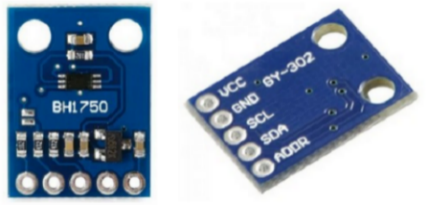 BH1750
GY-302
VCC
GND
SCL
SDA
ADDR